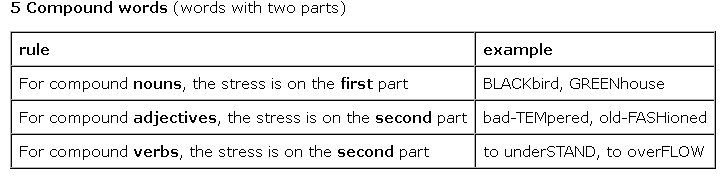 5 Compound words (words with two parts)
rule example
For compound nouns, the stress is on the first part BLACKbird, GREENhouse
For compound adjectives, the stress is on the second part bad-TEMpered, old-FASHioned
For compound verbs, the stress is on the second part to underSTAND, to overFLOW